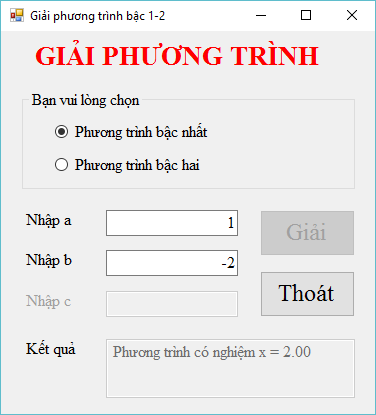 Giải phương trình bậc 1-2
GIẢI PHƯƠNG TRÌNH
Bạn vui lòng chọn
Phương trình bậc nhất
Phương trình bậc hai
Nhập a 1 Giải
Nhập b -2
Thoát
Nhập c
Kết quả Phương trình có nghiệm x = 2.00